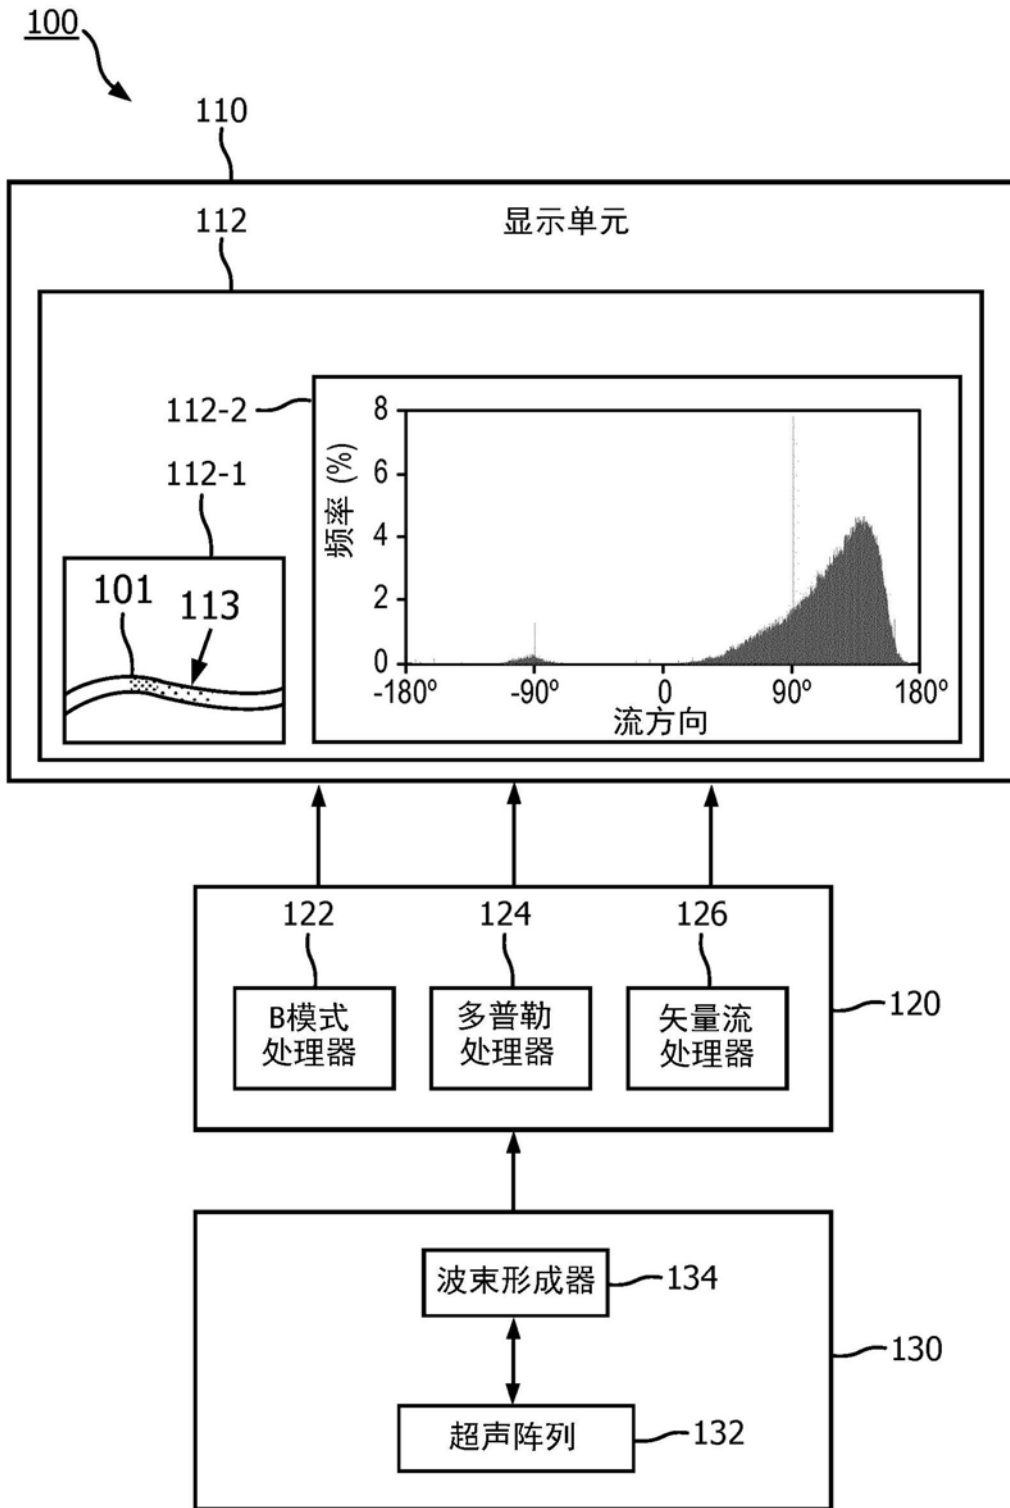 100
110
112
显示单元
112-2
112-1
101
113
频率 (%)
8
6
4
2
0
-180º
-90º
0
90º
180º
流方向
122
124
126
B模式
处理器
多普勒
处理器
矢量流
处理器
120
波束形成器
134
130
超声阵列
132